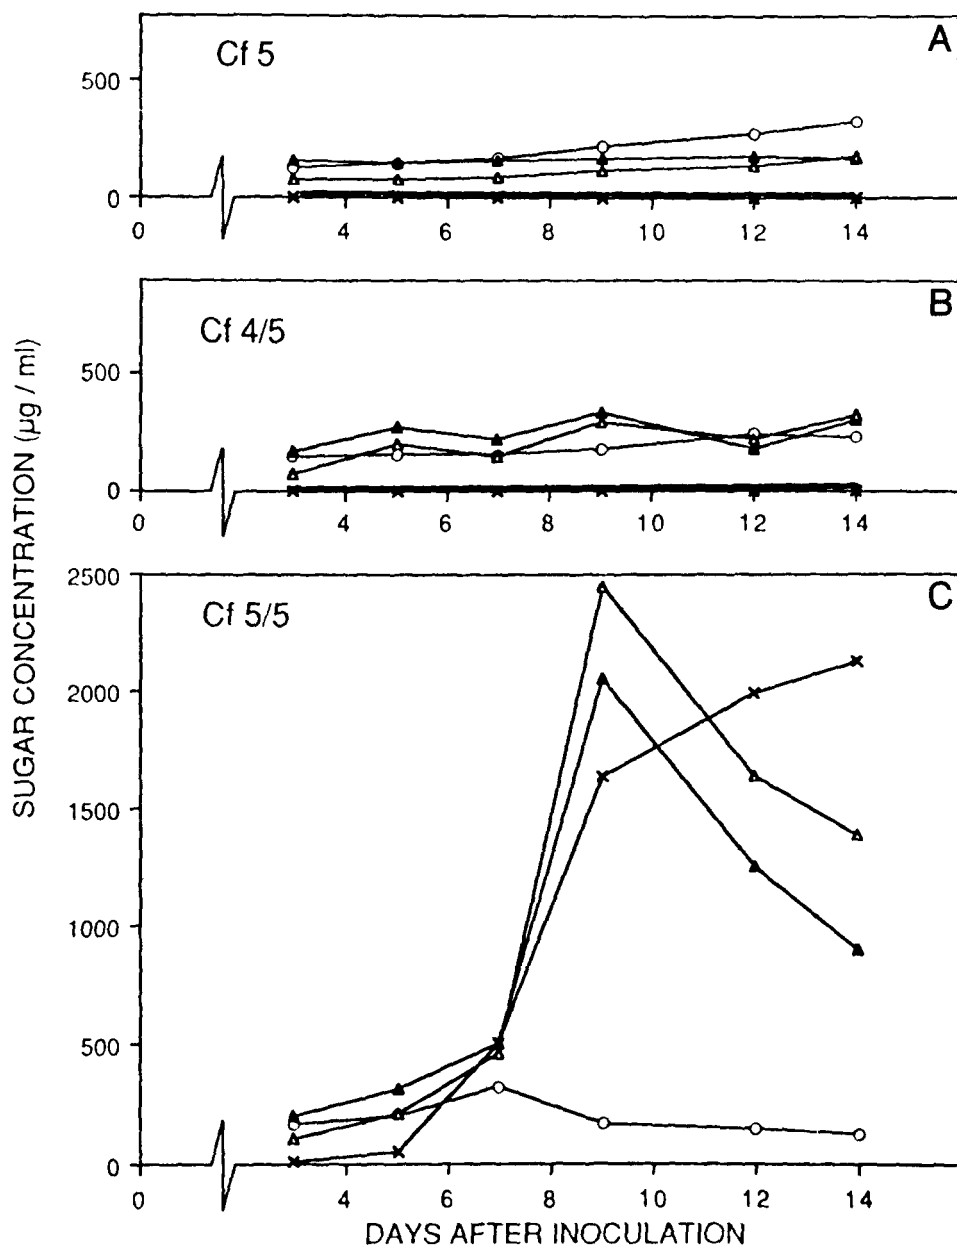 A
Cf 5
500
0
0 4 6 8 10 12 14
B
Cf 4/5
500
0
0 4 6 8 10 12 14
SUGAR CONCENTRATION (µg / ml)
C
Cf 5/5
2500
2000
1500
1000
500
0
0 4 6 8 10 12 14
DAYS AFTER INOCULATION